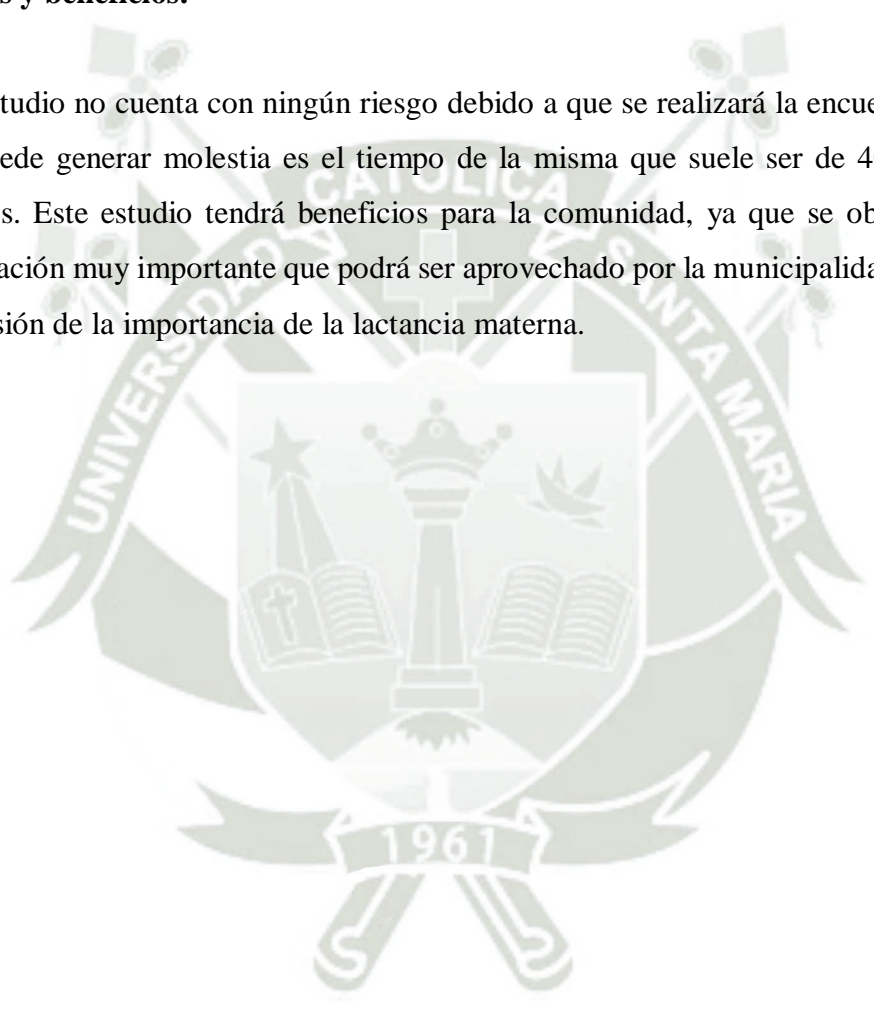 s y beneficios:
tudio no cuenta con ningún riesgo debido a que se realizará la encue
ede generar molestia es el tiempo de la misma que suele ser de 4
s. Este estudio tendrá beneficios para la comunidad, ya que se ob
ación muy importante que podrá ser aprovechado por la municipalida
sión de la importancia de la lactancia materna.
UNIVERSIDAD CATOLICA SANTA MARIA
1961